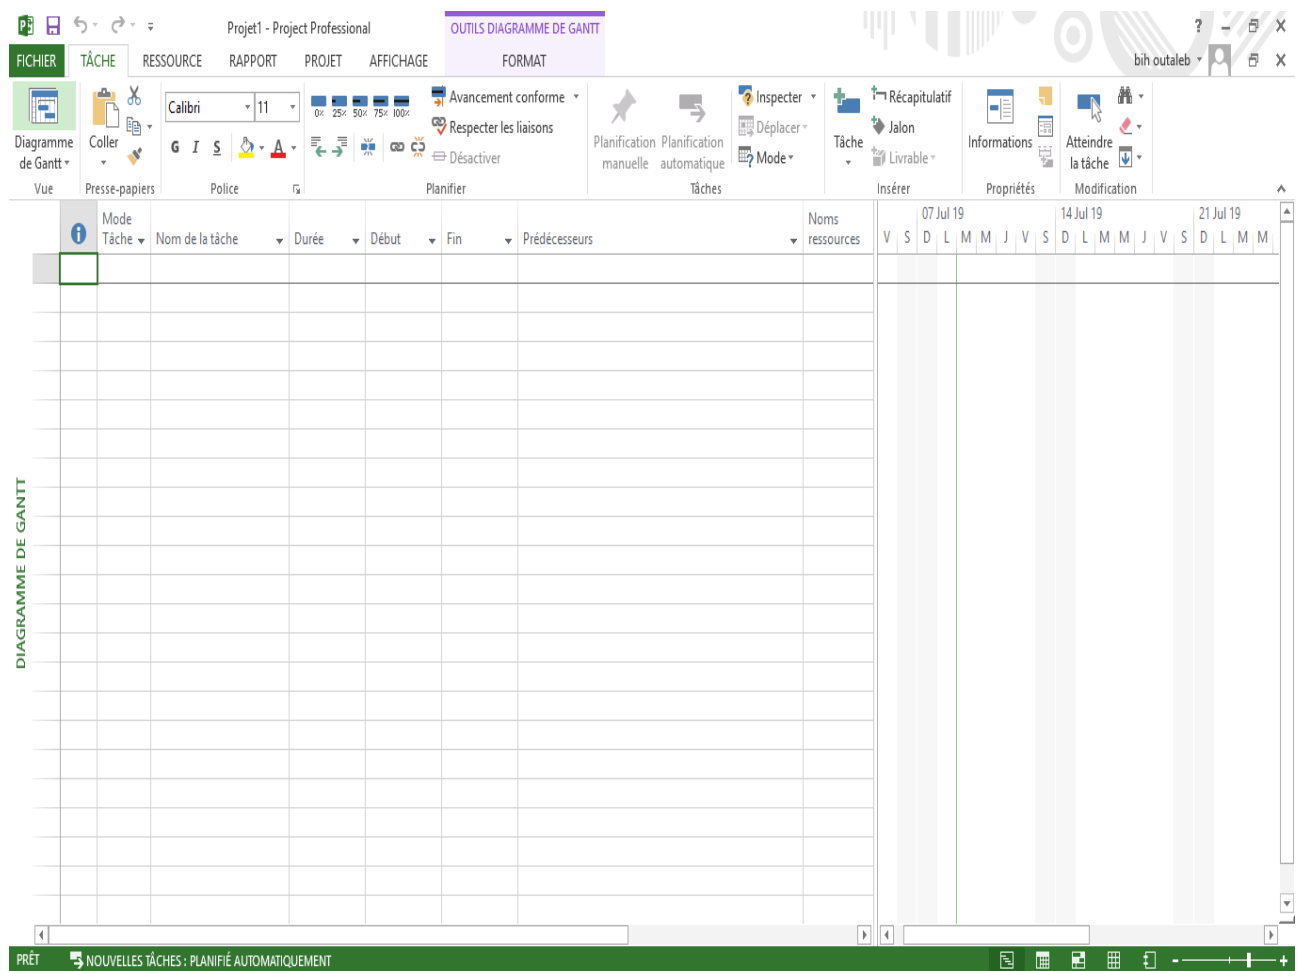 Projet1 - Project Professional
OUTILS DIAGRAMME DE GANTT
?
FICHIER TÂCHE RESSOURCE RAPPORT PROJET AFFICHAGE FORMAT
bih outaleb
Calibri 11
0% 25% 50% 75% 100%
Avancement conforme
Respecter les liaisons
Désactiver
Diagramme
de Gantt
Coller
G I S A
Planification
manuelle
Planification
automatique
Inspecter
Déplacer
Mode
Tâche
Récapitulatif
Jalon
Livrable
Informations
Atteindre
la tâche
Vue Presse-papiers Police Planifier Tâches Insérer Propriétés Modification
Mode
Tâche
Nom de la tâche Durée Début Fin Prédécesseurs
Noms
ressources
07 Jul 19 14 Jul 19 21 Jul 19
V S D L M M J V S D L M M J V S D L M M
DIAGRAMME DE GANTT
PRÊT NOUVELLES TÂCHES : PLANIFIÉ AUTOMATIQUEMENT